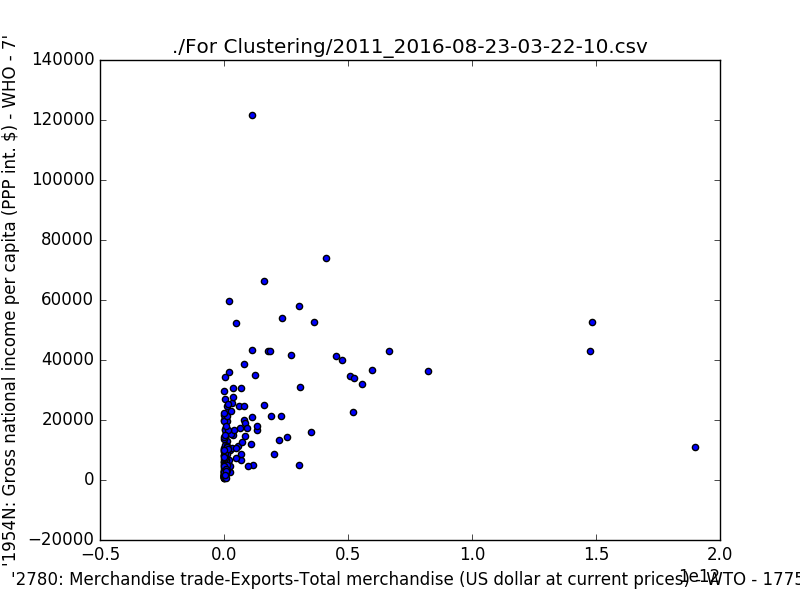 ./For Clustering/2011_2016-08-23-03-22-10.csv
'1954N: Gross national income per capita (PPP int. $) - WHO - 7'
140000
120000
100000
80000
60000
40000
20000
0
−20000
−0.5 0.0 0.5 1.0 1.5 2.0
1e12
'2780: Merchandise trade-Exports-Total merchandise (US dollar at current prices) - WTO - 1775